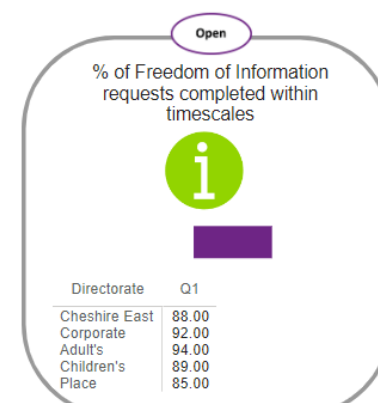 Open
% of Freedom of Information
requests completed within
timescales
i
Directorate Q1
Cheshire East 88.00
Corporate 92.00
Adult's 94.00
Children's 89.00
Place 85.00